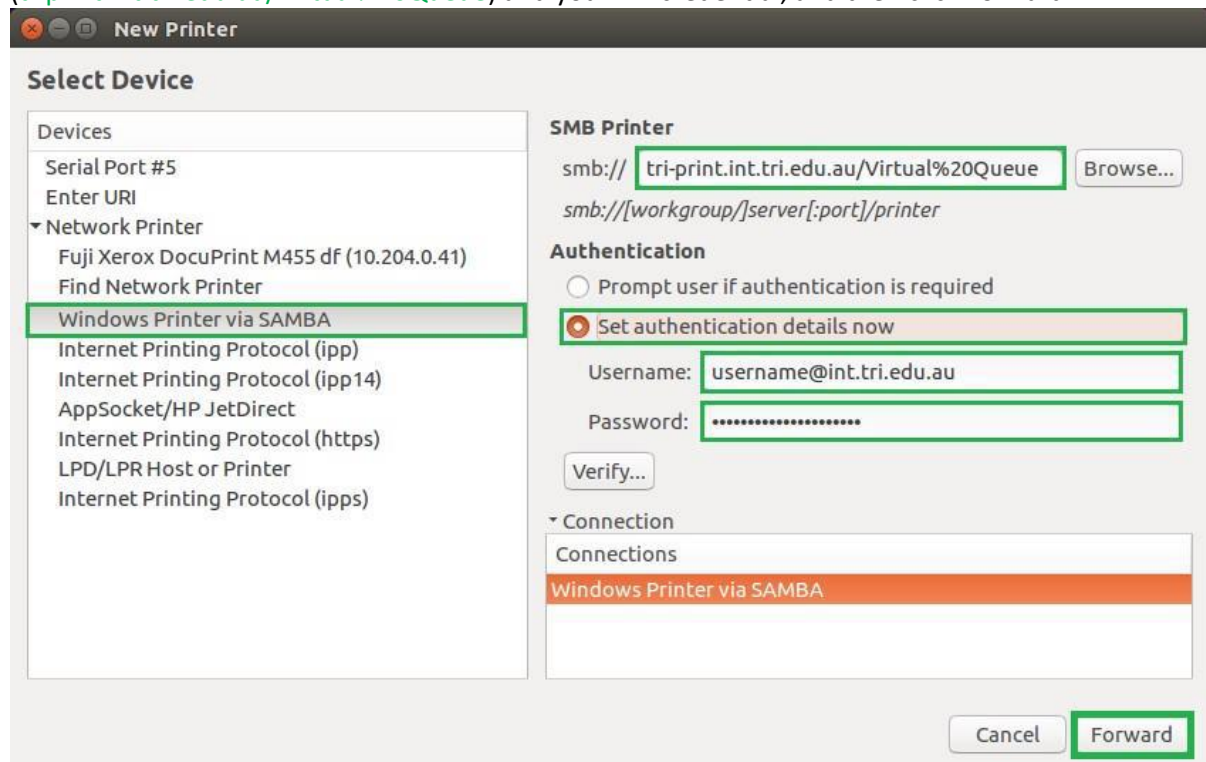 New Printer
Select Device
Devices
Serial Port #5
Enter URI
Network Printer
Fuji Xerox DocuPrint M455 df (10.204.0.41)
Find Network Printer
Windows Printer via SAMBA
Internet Printing Protocol (ipp)
Internet Printing Protocol (ipp14)
AppSocket/HP JetDirect
Internet Printing Protocol (https)
LPD/LPR Host or Printer
Internet Printing Protocol (ipps)
SMB Printer
smb:// tri-print.int.tri.edu.au/Virtual%20Queue Browse...
smb://[workgroup/]server[:port]/printer
Authentication
Prompt user if authentication is required
Set authentication details now
Username: username@int.tri.edu.au
Password: •••••••••••••••••••••
Verify...
Connection
Connections
Windows Printer via SAMBA
Cancel Forward